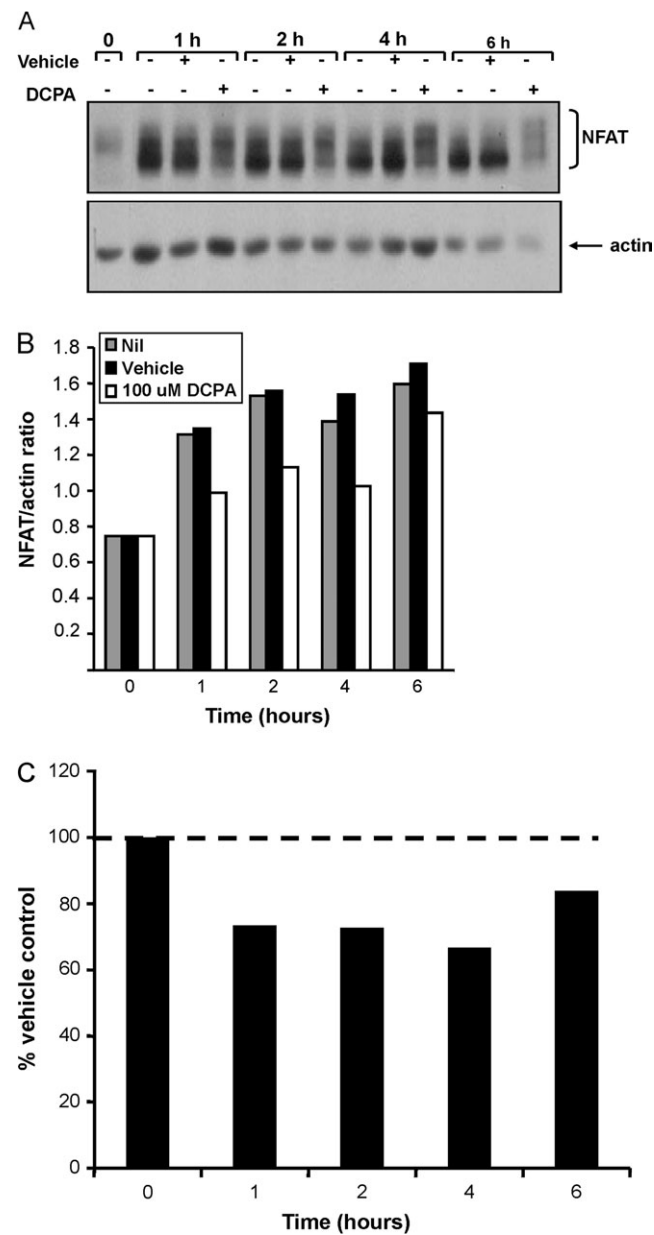 A
0 1 h 2 h 4 h 6 h
Vehicle - - + - - + - - + - - + -
DCPA - - - + - - + - - + - - +
NFAT
actin
B
Nil
Vehicle
100 uM DCPA
1.8
1.6
1.4
1.2
1.0
0.8
0.6
0.4
0.2
NFAT/actin ratio
0 1 2 4 6
Time (hours)
C
120
100
80
60
40
20
0
% vehicle control
0 1 2 4 6
Time (hours)